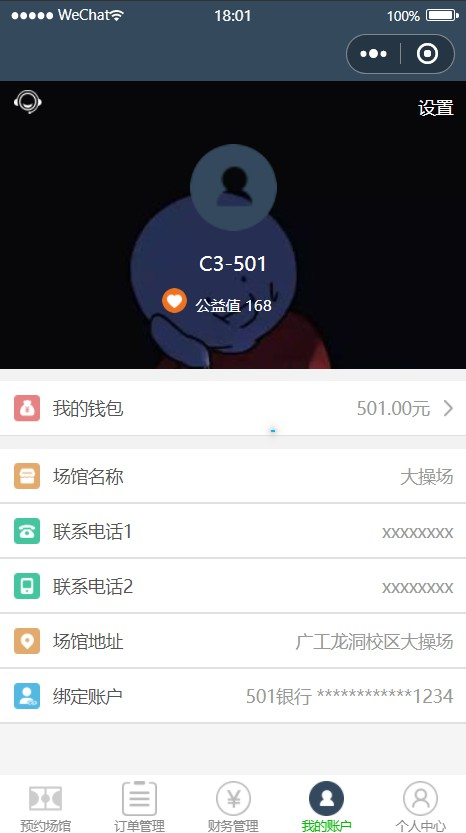 WeChat 18:01 100%
设置
C3-501
公益值 168
我的钱包 501.00元
场馆名称 大操场
联系电话1 xxxxxxxx
联系电话2 xxxxxxxx
场馆地址 广工龙洞校区大操场
绑定账户 501银行 ************1234
预约场馆 订单管理 财务管理 我的账户 个人中心